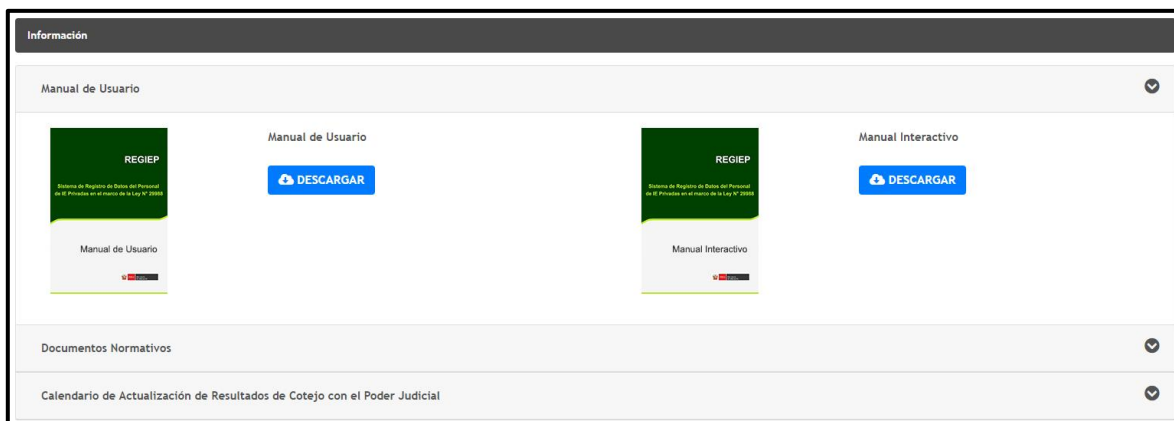 Información
Manual de Usuario
REGIEP
Sistema de Registro de Datos del Personal
de IE Privadas en el marco de la Ley N° 29988
Manual de Usuario
Manual de Usuario
DESCARGAR
REGIEP
Sistema de Registro de Datos del Personal
de IE Privadas en el marco de la Ley N° 29988
Manual Interactivo
Manual Interactivo
DESCARGAR
Documentos Normativos
Calendario de Actualización de Resultados de Cotejo con el Poder Judicial